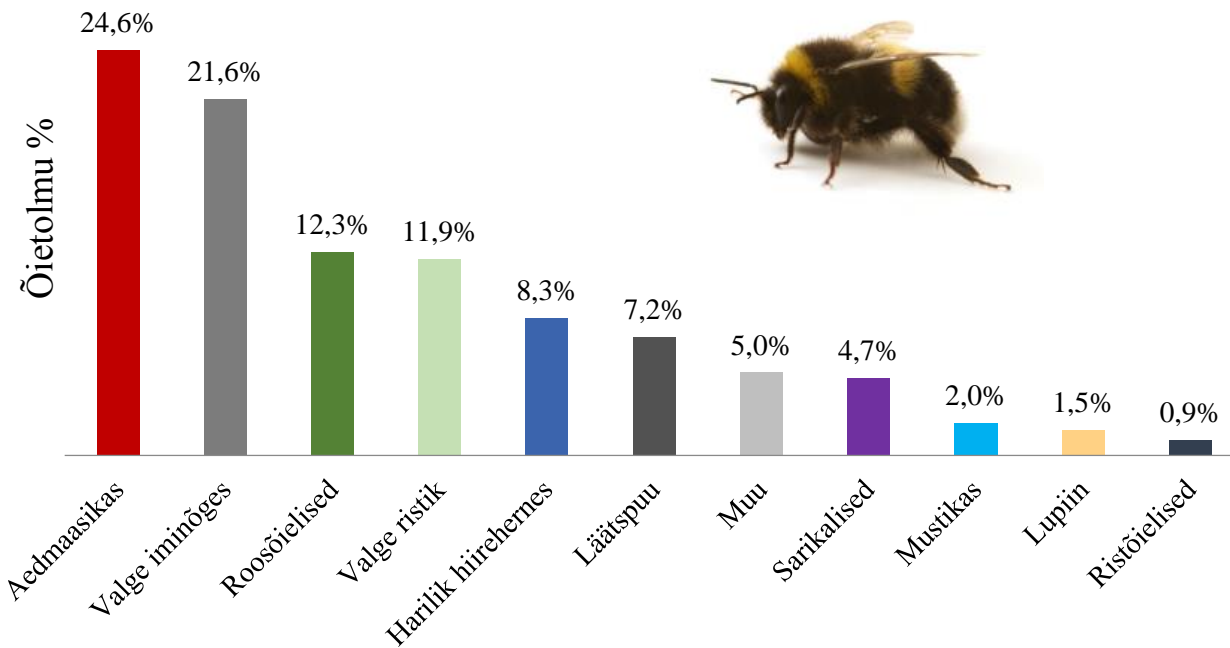 24,6%
21,6%
12,3%
11,9%
8,3%
7,2%
5,0%
4,7%
2,0%
1,5%
0,9%
Õietolmu %
Aedmaasikas
Valge iminõges
Roosõielised
Valge ristik
Harilik hiirehernes
Läätspuu
Muu
Sarikalised
Mustikas
Lupiin
Ristõielised